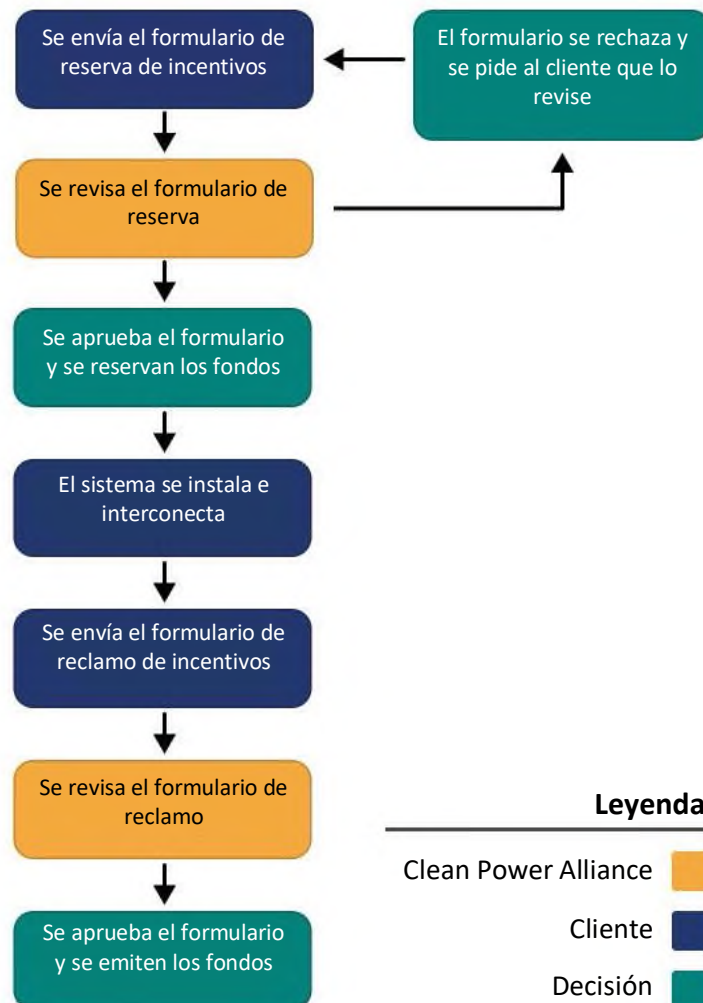 Se envía el formulario de
reserva de incentivos
El formulario se rechaza y
se pide al cliente que lo
revise
Se revisa el formulario de
reserva
Se aprueba el formulario
y se reservan los fondos
El sistema se instala e
interconecta
Se envía el formulario de
reclamo de incentivos
Se revisa el formulario de
reclamo
Se aprueba el formulario
y se emiten los fondos
Leyenda
Clean Power Alliance
Cliente
Decisión